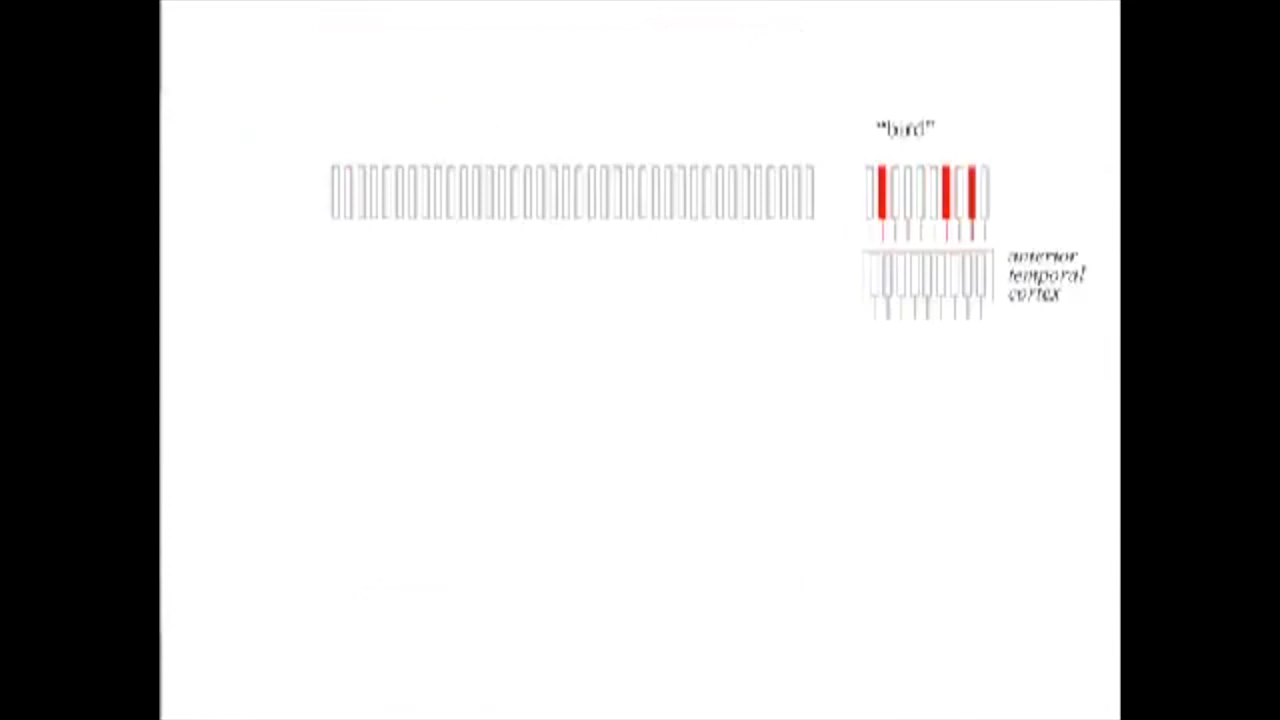 “bird”
anterior
temporal
cortex